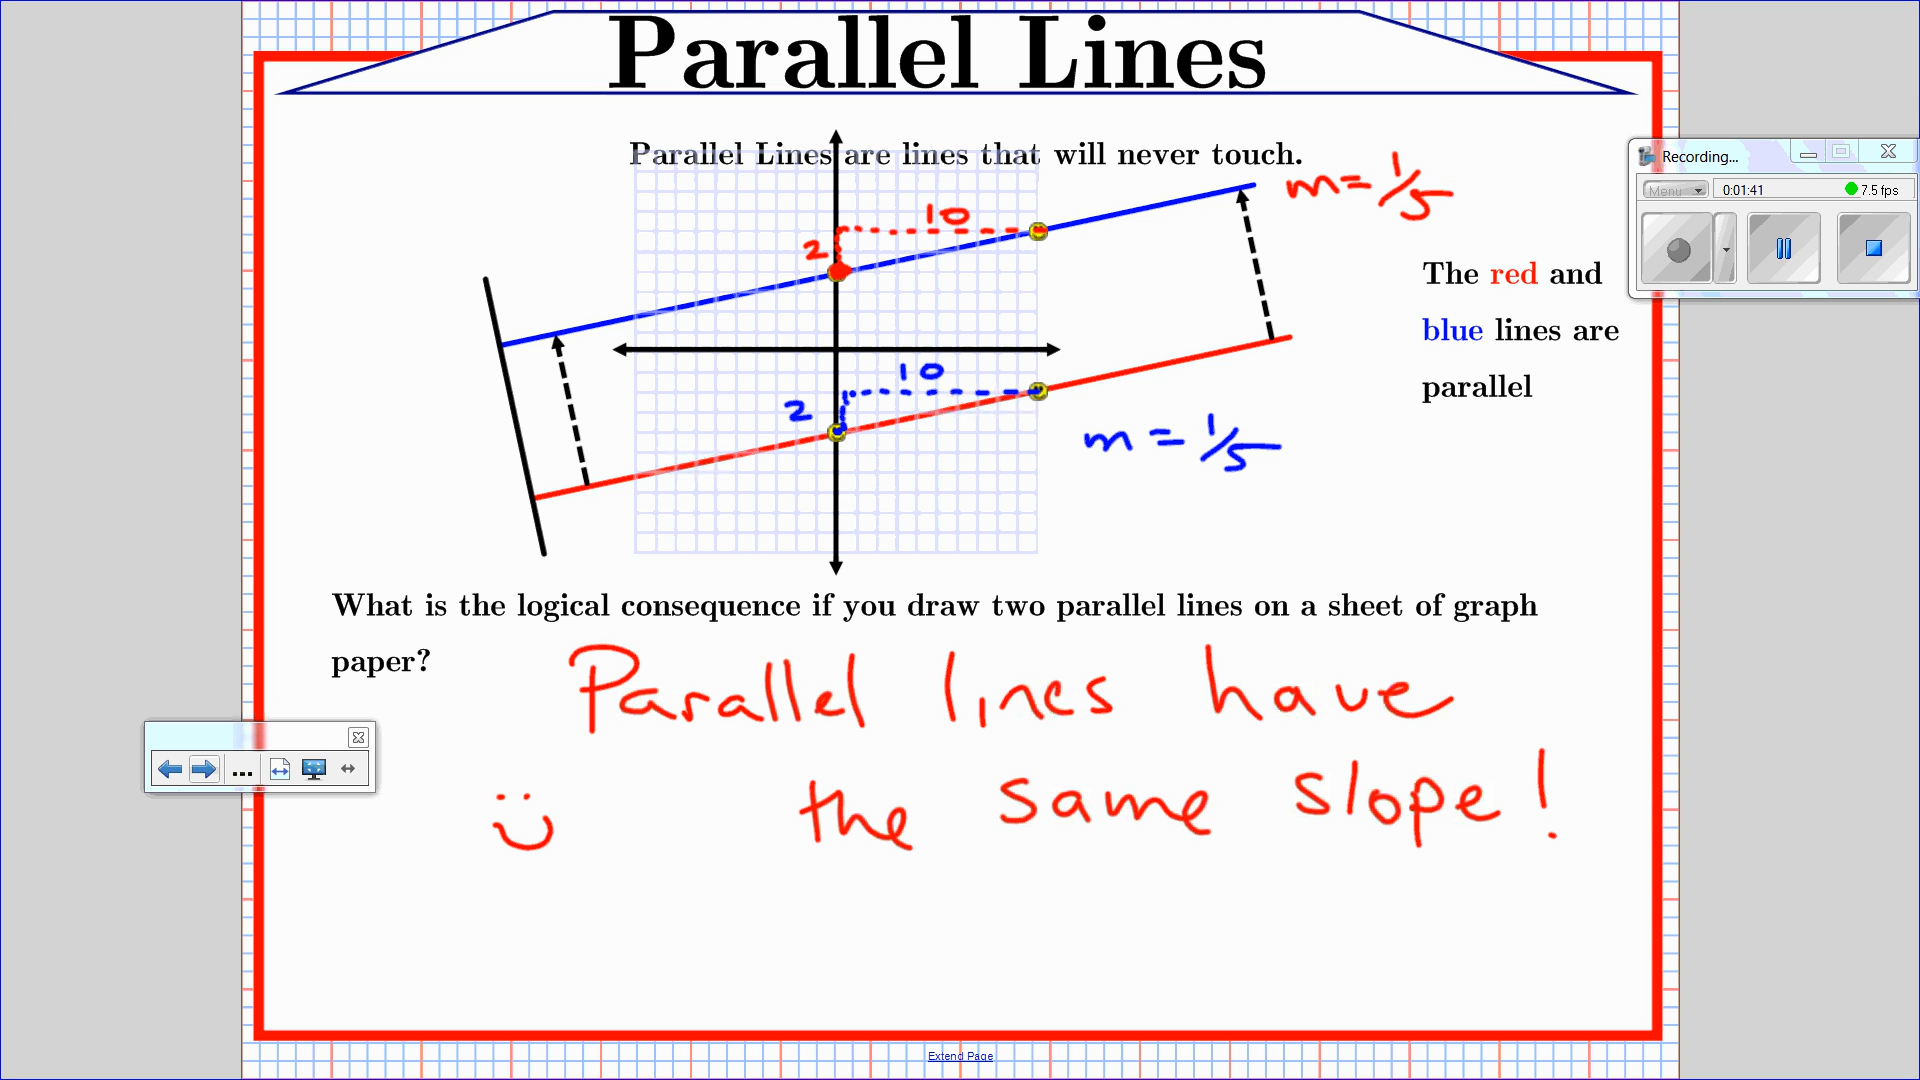 Parallel Lines
Parallel Lines are lines that will never touch.
m = 1/5
Recording...
Menu
0:01:41
7.5 fps
10
2
The red and
blue lines are
parallel
10
2
m = 1/5
What is the logical consequence if you draw two parallel lines on a sheet of graph
paper?
Parallel lines have
the same slope!
Extend Page